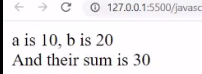 127.0.0.1:5500/javasc
a is 10, b is 20
And their sum is 30